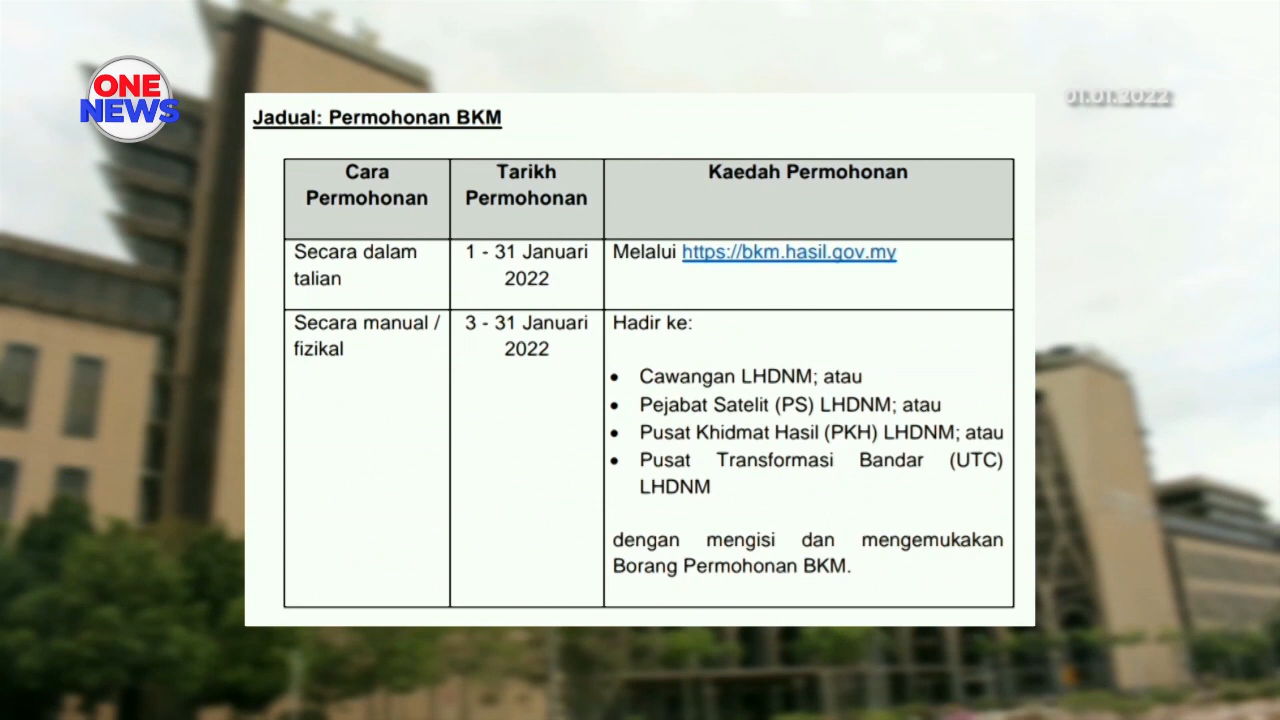 ONE
NEWS
01.01.2022
Jadual: Permohonan BKM
Cara
Permohonan
Tarikh
Permohonan
Kaedah Permohonan
Secara dalam
talian
1 - 31 Januari
2022
Melalui https://bkm.hasil.gov.my
Secara manual /
fizikal
3 - 31 Januari
2022
Hadir ke:
• Cawangan LHDNM; atau
• Pejabat Satelit (PS) LHDNM; atau
• Pusat Khidmat Hasil (PKH) LHDNM; atau
• Pusat Transformasi Bandar (UTC)
LHDNM
dengan mengisi dan mengemukakan
Borang Permohonan BKM.